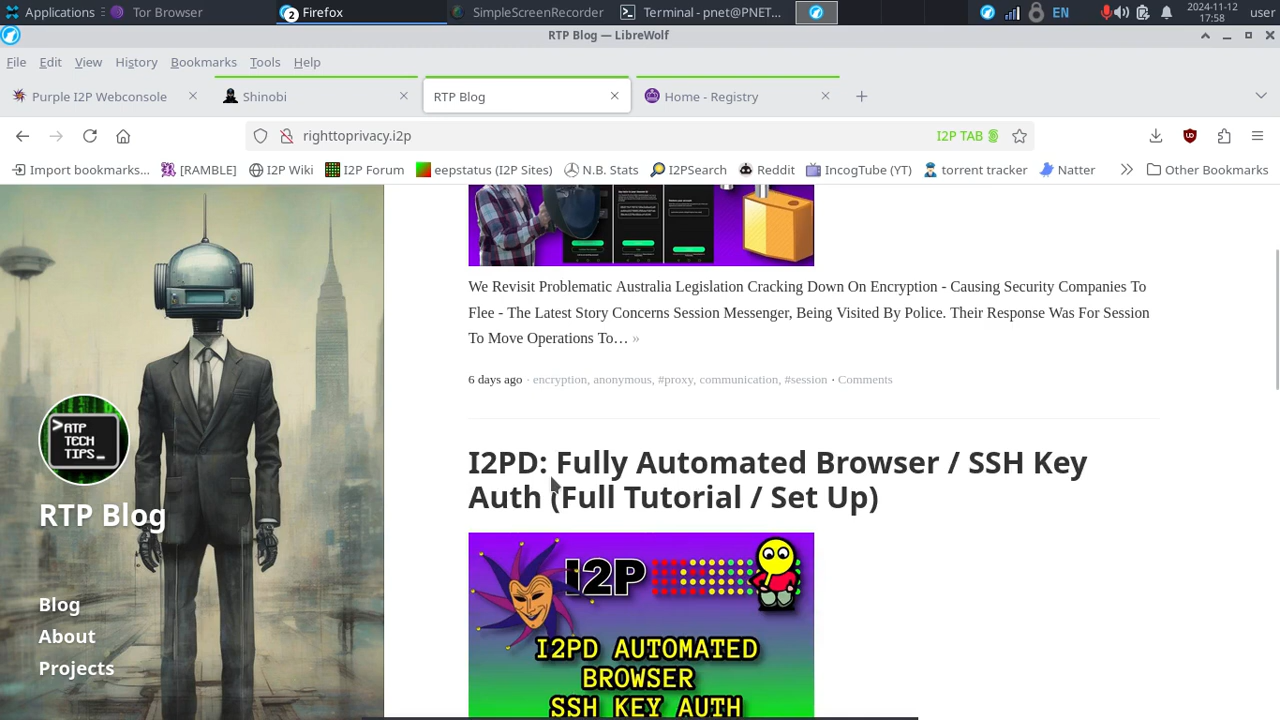 Applications
Tor Browser
2 Firefox
SimpleScreenRecorder
Terminal - pnet@PNET...
EN
2024-11-12
17:58
user
RTP Blog — LibreWolf
File Edit View History Bookmarks Tools Help
Purple I2P Webconsole
Shinobi
RTP Blog
Home - Registry
righttoprivacy.i2p
I2P TAB
Import bookmarks... [RAMBLE] I2P Wiki I2P Forum eepstatus (I2P Sites) N.B. Stats I2PSearch Reddit IncogTube (YT) torrent tracker Natter Other Bookmarks
We Revisit Problematic Australia Legislation Cracking Down On Encryption - Causing Security Companies To
Flee - The Latest Story Concerns Session Messenger, Being Visited By Police. Their Response Was For Session
To Move Operations To… »
6 days ago · encryption, anonymous, #proxy, communication, #session · Comments
I2PD: Fully Automated Browser / SSH Key
Auth (Full Tutorial / Set Up)
I2P
I2PD AUTOMATED
BROWSER
SSH KEY AUTH
>RTP
TECH
TIPS_
RTP Blog
Blog
About
Projects